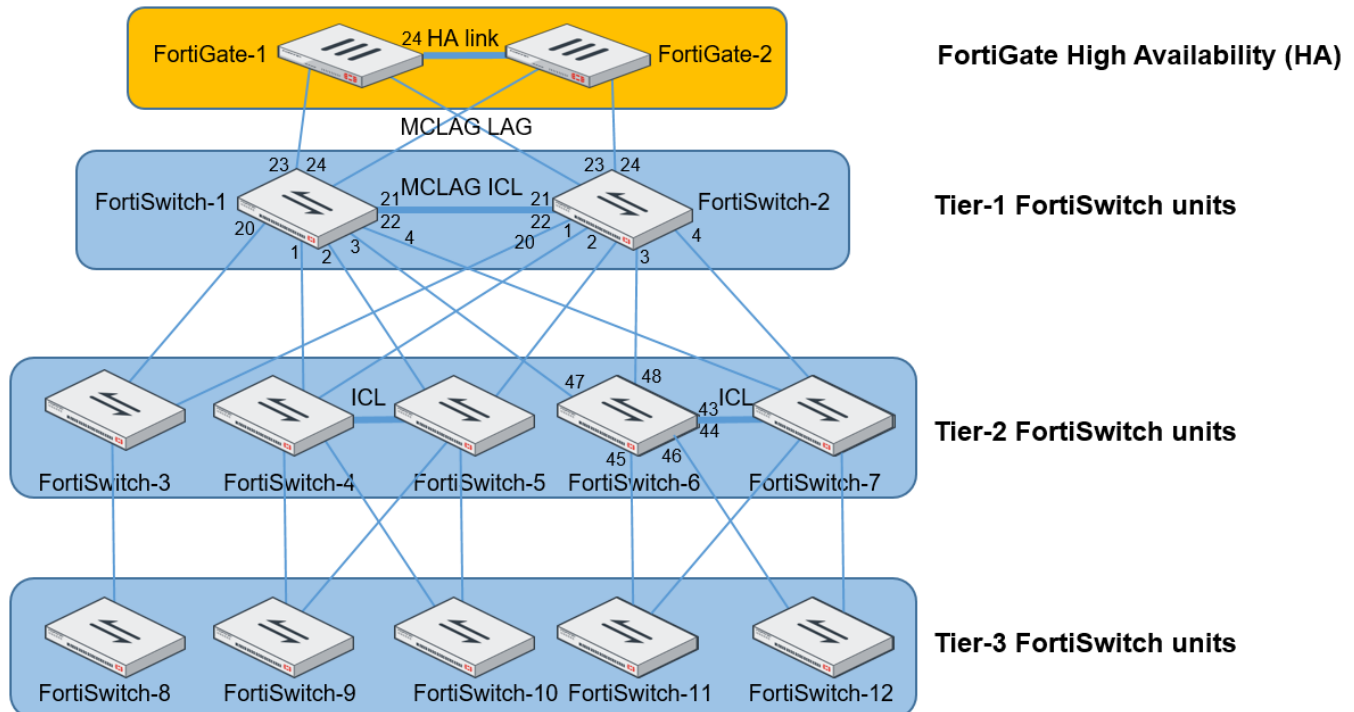 24 HA link
FortiGate-1
FortiGate-2
FortiGate High Availability (HA)
MCLAG LAG
23 24
23 24
FortiSwitch-1
21
MCLAG ICL
21
FortiSwitch-2
Tier-1 FortiSwitch units
22
22
20
1
2
3
4
20
1
2
3
4
47
48
ICL
43
ICL
44
Tier-2 FortiSwitch units
45
46
FortiSwitch-3
FortiSwitch-4
FortiSwitch-5
FortiSwitch-6
FortiSwitch-7
Tier-3 FortiSwitch units
FortiSwitch-8
FortiSwitch-9
FortiSwitch-10
FortiSwitch-11
FortiSwitch-12